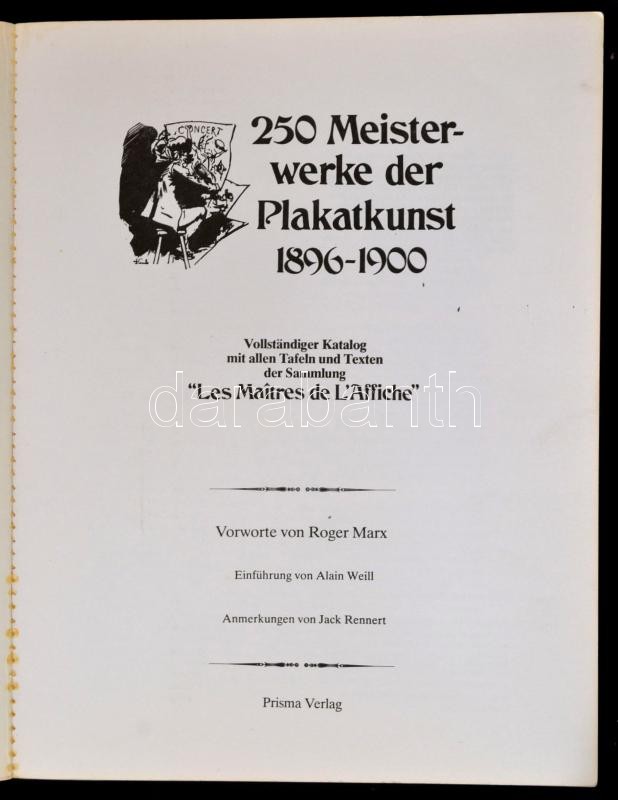 CONCERT
250 Meister-
werke der
Plakatkunst
1896-1900
Vollständiger Katalog
mit allen Tafeln und Texten
der Sammlung
"Les Maîtres de L'Affiche"
darabanth
Vorworte von Roger Marx
Einführung von Alain Weill
Anmerkungen von Jack Rennert
Prisma Verlag